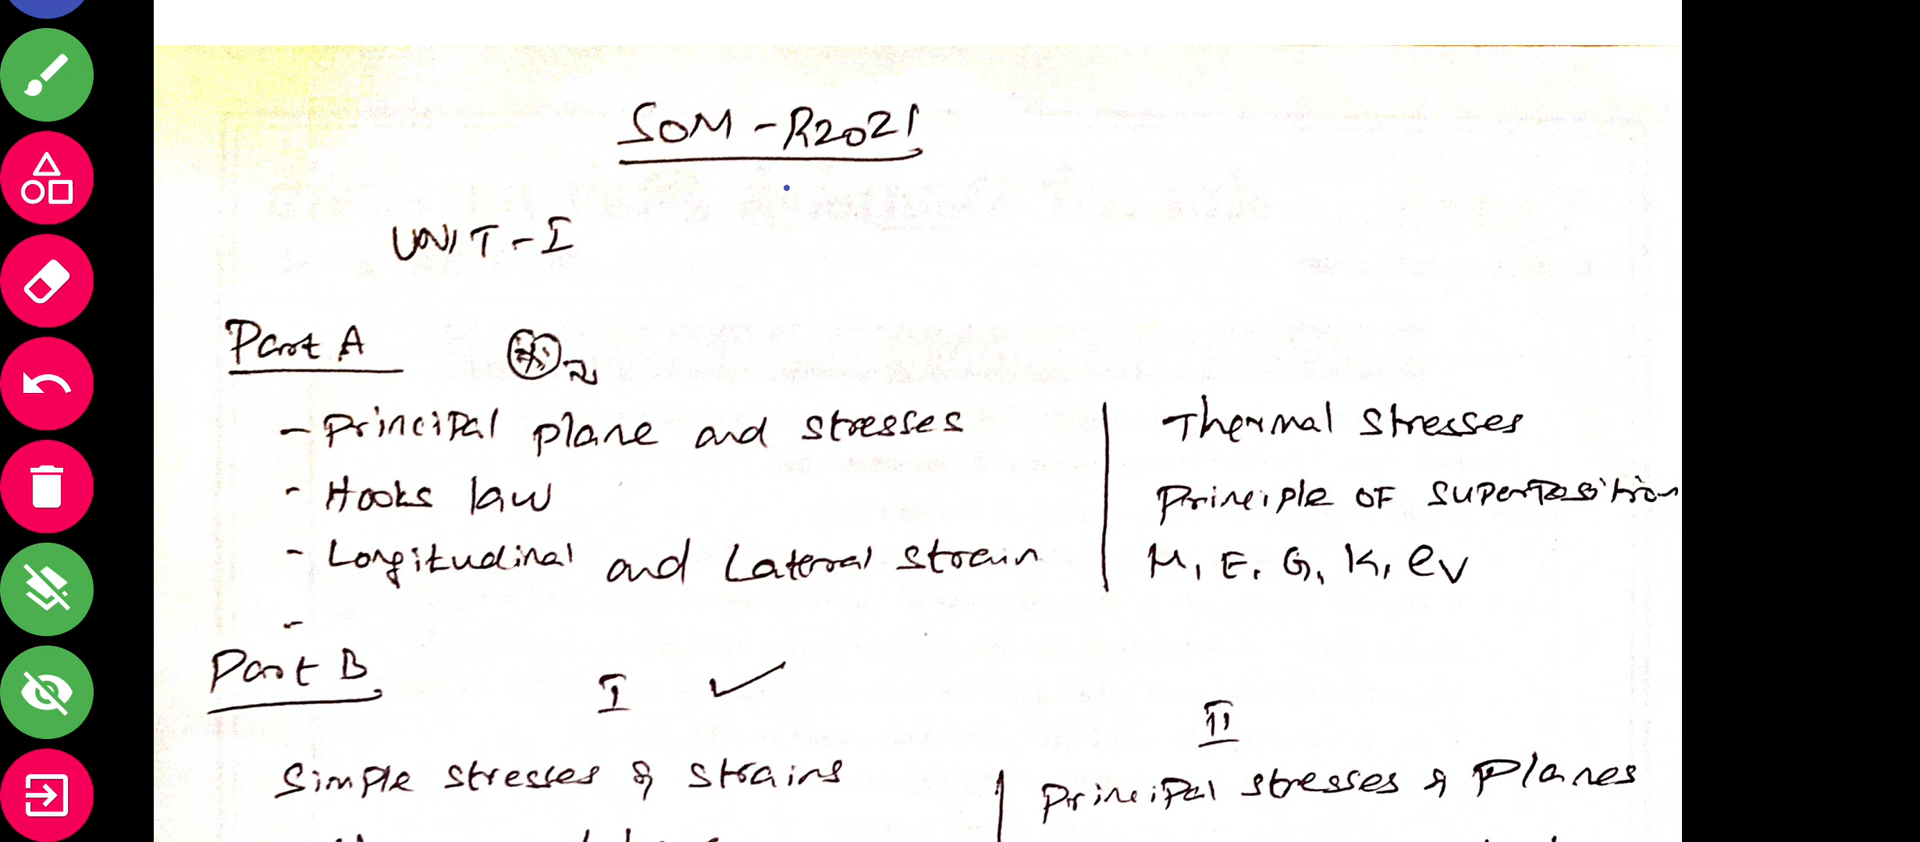 SOM - R2021
UNIT - I
Part A
- Principal plane and stresses
- Hooks law
- Longitudinal and Lateral strain
-
Thermal stresses
Principle OF superposition
μ, E, G, K, ev
Part B
I ✓
Simple stresses & strains
II
Principal stresses & Planes